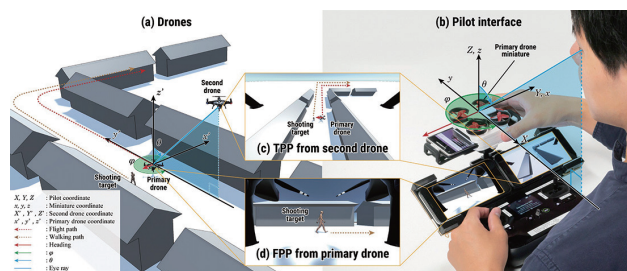 (a) Drones
(b) Pilot interface
Second
drone
z'
y'
x'
θ
φ
Shooting
target
Primary
drone
Shooting
target
Primary
drone
(c) TPP from second drone
Shooting
target
(d) FPP from primary drone
Z, z
Primary drone
miniature
y
θ
φ
Y, x
X
X, Y, Z : Pilot coordinate
x, y, z : Miniature coordinate
X', Y', Z' : Second drone coordinate
x', y', z' : Primary drone coordinate
: Flight path
: Walking path
: Heading
: φ
: θ
: Eye ray